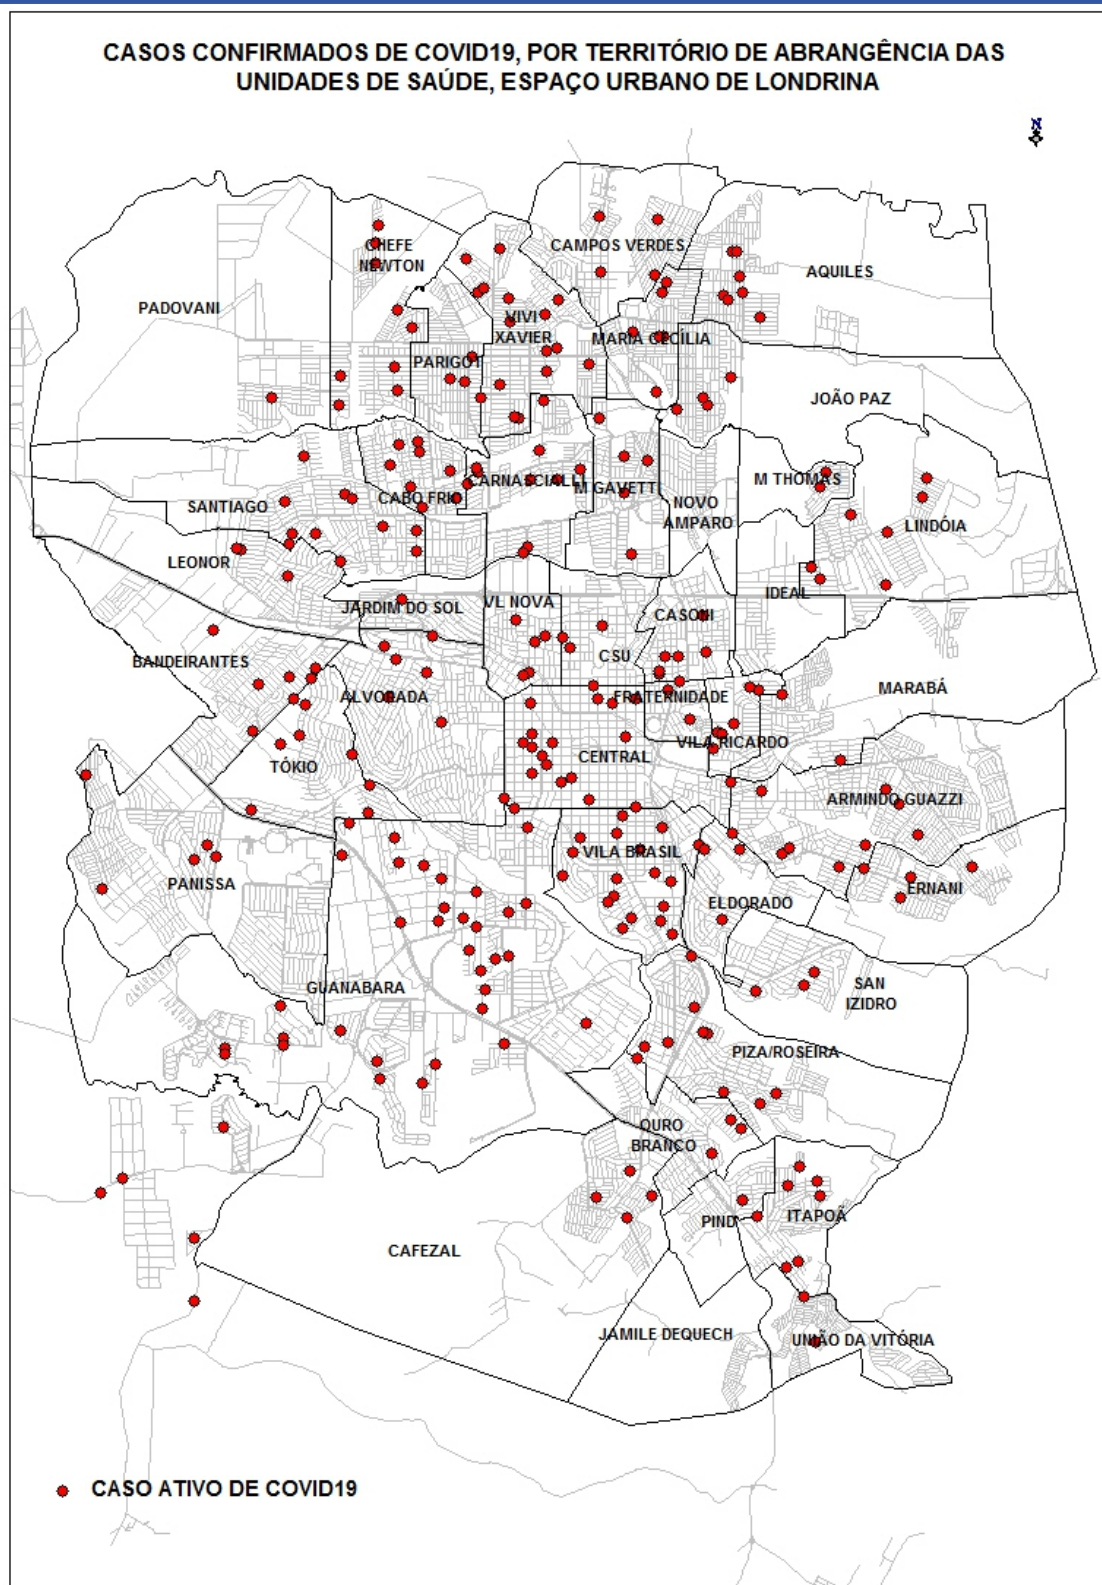 CASOS CONFIRMADOS DE COVID19, POR TERRITÓRIO DE ABRANGÊNCIA DAS
UNIDADES DE SAÚDE, ESPAÇO URBANO DE LONDRINA
N
CHEFE
NEWTON
CAMPOS VERDES
AQUILES
PADOVANI
VIVI
XAVIER
MARIA CECÍLIA
PARIGOT
JOÃO PAZ
SANTIAGO
CABO FRIO
CARNASCIALLI
M GAVETTI
NOVO
AMPARO
M THOMAS
LINDÓIA
LEONOR
JARDIM DO SOL
VL NOVA
CASONI
IDEAL
BANDEIRANTES
CSU
ALVORADA
FRATERNIDADE
MARABÁ
TÓKIO
CENTRAL
VILA RICARDO
ARMINDO GUAZZI
PANISSA
VILA BRASIL
ELDORADO
ERNANI
GUANABARA
SAN
IZIDRO
PIZA/ROSEIRA
OURO
BRANCO
PIND
ITAPOÃ
CAFEZAL
JAMILE DEQUECH
UNIÃO DA VITÓRIA
CASO ATIVO DE COVID19